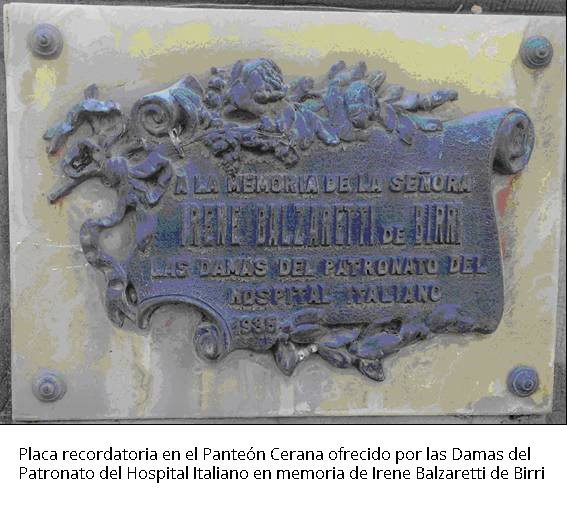 A LA MEMORIA DE LA SEÑORA
IRENE BALZARETTI DE BIRRI
LAS DAMAS DEL PATRONATO DEL
HOSPITAL ITALIANO
1935
Placa recordatoria en el Panteón Cerana ofrecido por las Damas del
Patronato del Hospital Italiano en memoria de Irene Balzaretti de Birri